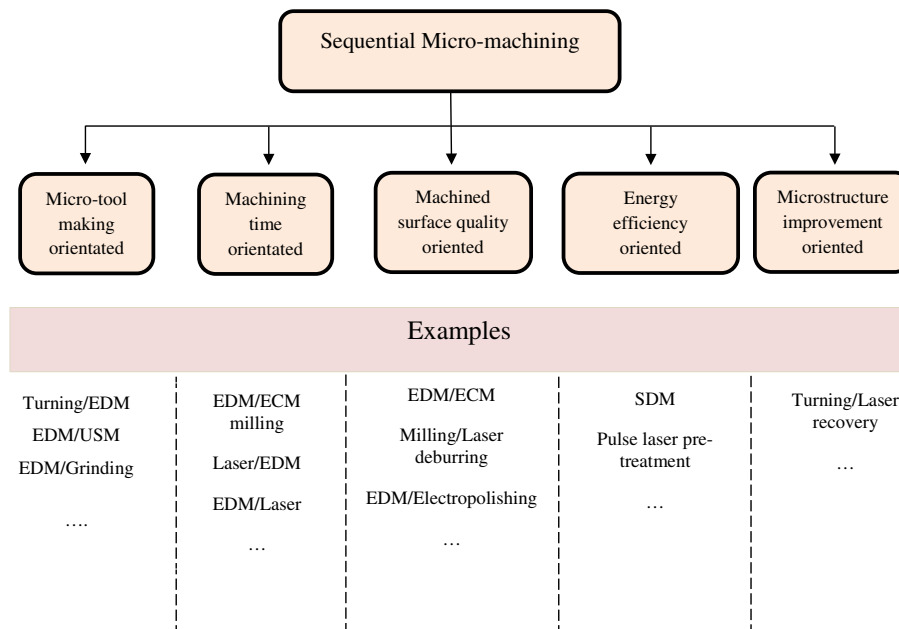 Sequential Micro-machining
Micro-tool
making
orientated
Machining
time
orientated
Machined
surface quality
oriented
Energy
efficiency
oriented
Microstructure
improvement
oriented
Examples
Turning/EDM
EDM/USM
EDM/Grinding
….
EDM/ECM
milling
Laser/EDM
EDM/Laser
…
EDM/ECM
Milling/Laser
deburring
EDM/Electropolishing
…
SDM
Pulse laser pre-
treatment
…
Turning/Laser
recovery
…